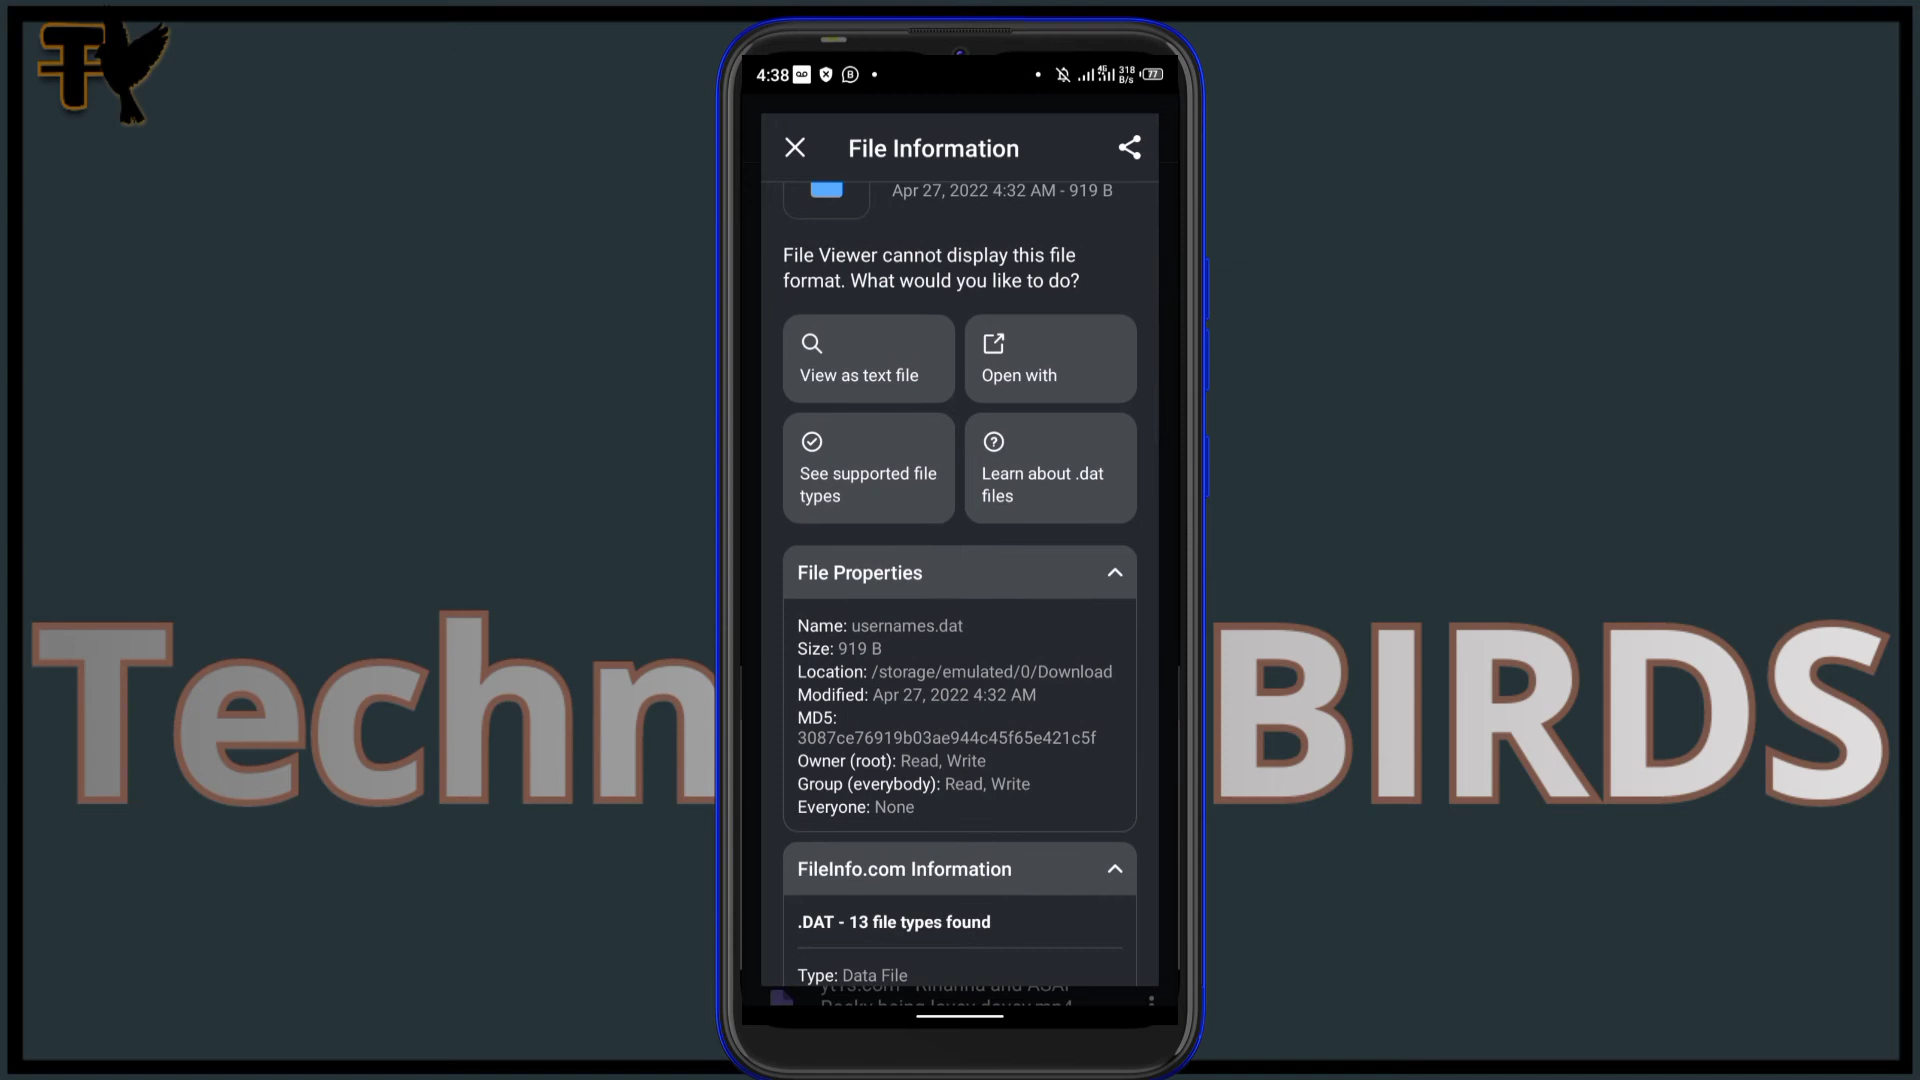 4:38
318
B/s
77
File Information
Apr 27, 2022 4:32 AM - 919 B
File Viewer cannot display this file
format. What would you like to do?
View as text file
Open with
See supported file
types
Learn about .dat
files
File Properties
Name: usernames.dat
Size: 919 B
Location: /storage/emulated/0/Download
Modified: Apr 27, 2022 4:32 AM
MD5:
3087ce76919b03ae944c45f65e421c5f
Owner (root): Read, Write
Group (everybody): Read, Write
Everyone: None
Techn
BIRDS
FileInfo.com Information
.DAT - 13 file types found
Type: Data File